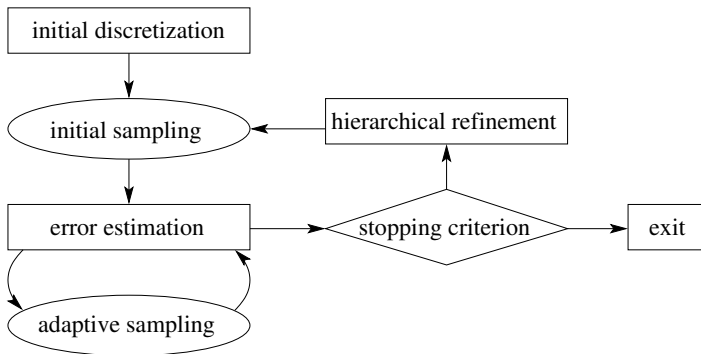 initial discretization
initial sampling
hierarchical refinement
error estimation
stopping criterion
exit
adaptive sampling